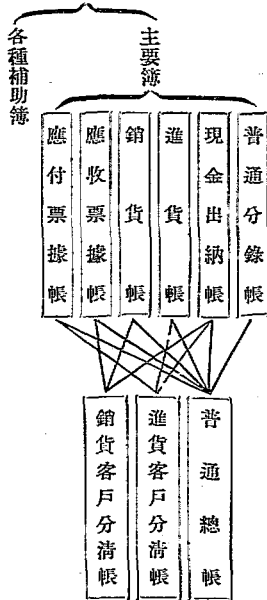 主要簿
各種補助簿
普通分錄帳
現金出納帳
進貨帳
銷貨帳
應收票據帳
應付票據帳
普通總帳
進貨客戶分清帳
銷貨客戶分清帳